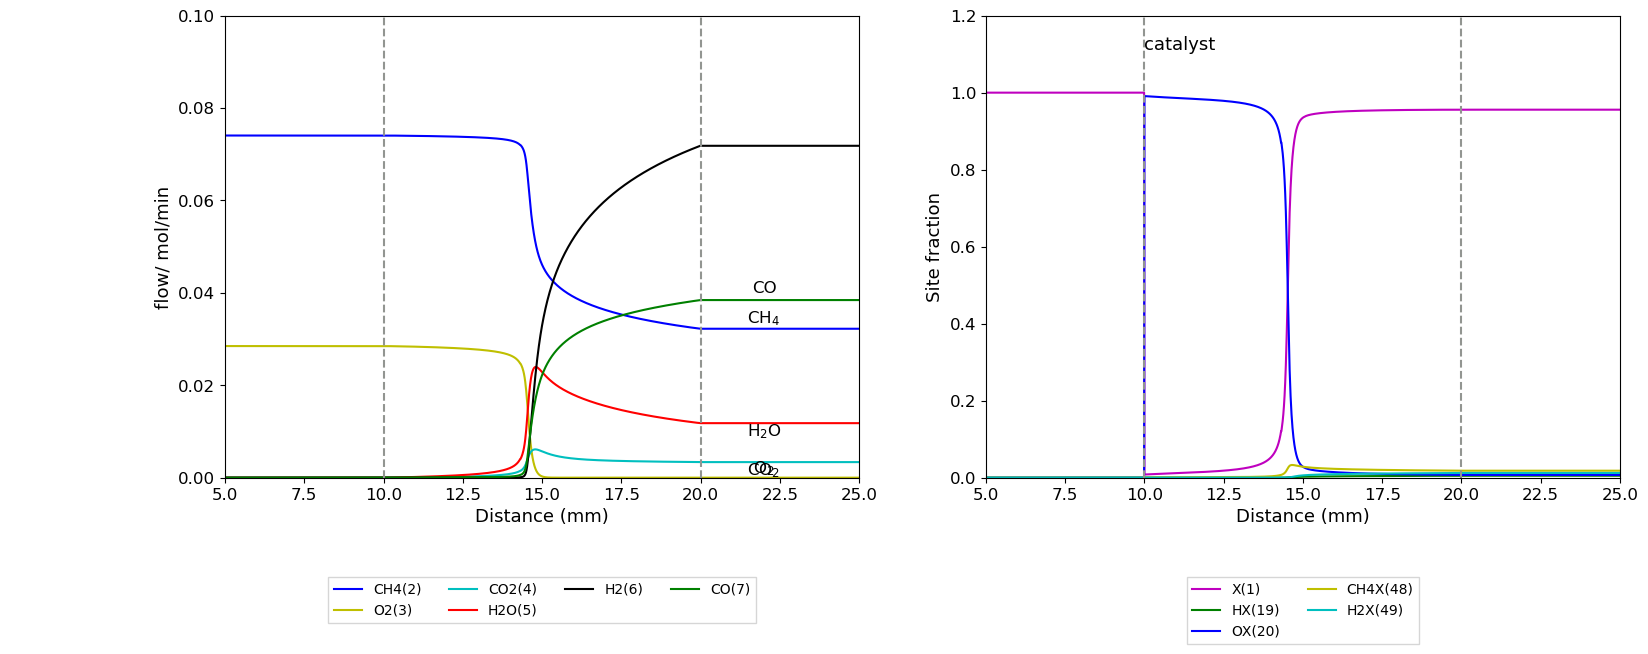 0.10
0.08
0.06
0.04
0.02
0.00
flow/ mol/min
CO
CH₄
H₂O
O₂
CO₂
5.0 7.5 10.0 12.5 15.0 17.5 20.0 22.5 25.0
Distance (mm)
CH4(2) CO2(4) H2(6) CO(7)
O2(3) H2O(5)
1.2
1.0
0.8
0.6
0.4
0.2
0.0
Site fraction
catalyst
5.0 7.5 10.0 12.5 15.0 17.5 20.0 22.5 25.0
Distance (mm)
X(1) CH4X(48)
HX(19) H2X(49)
OX(20)